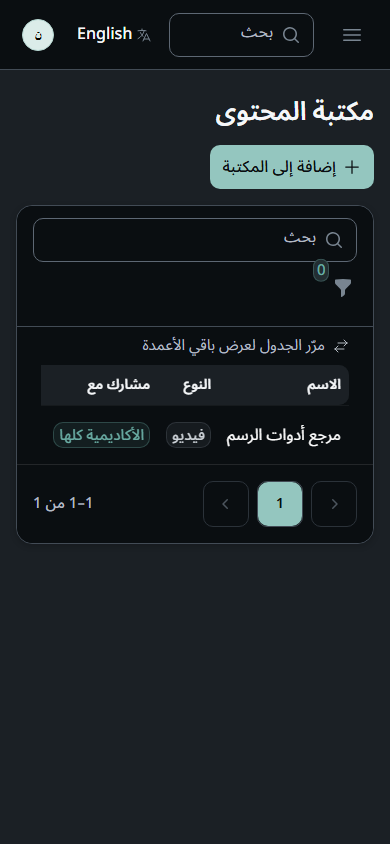 بحث
English
ن
مكتبة المحتوى
إضافة إلى المكتبة
بحث
0
مرّر الجدول لعرض باقي الأعمدة
الاسم النوع مشارك مع
مرجع أدوات الرسم فيديو الأكاديمية كلها
1
1–1 من 1